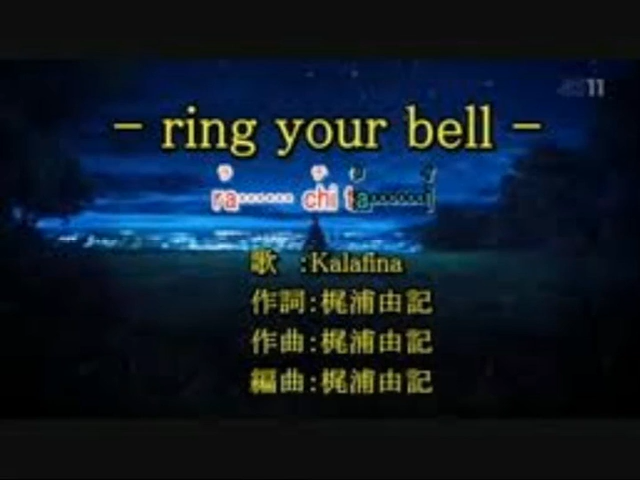 11
- ring your bell -
ra······ chi ta······j
歌 :Kalafina
作詞:梶浦由記
作曲:梶浦由記
編曲:梶浦由記